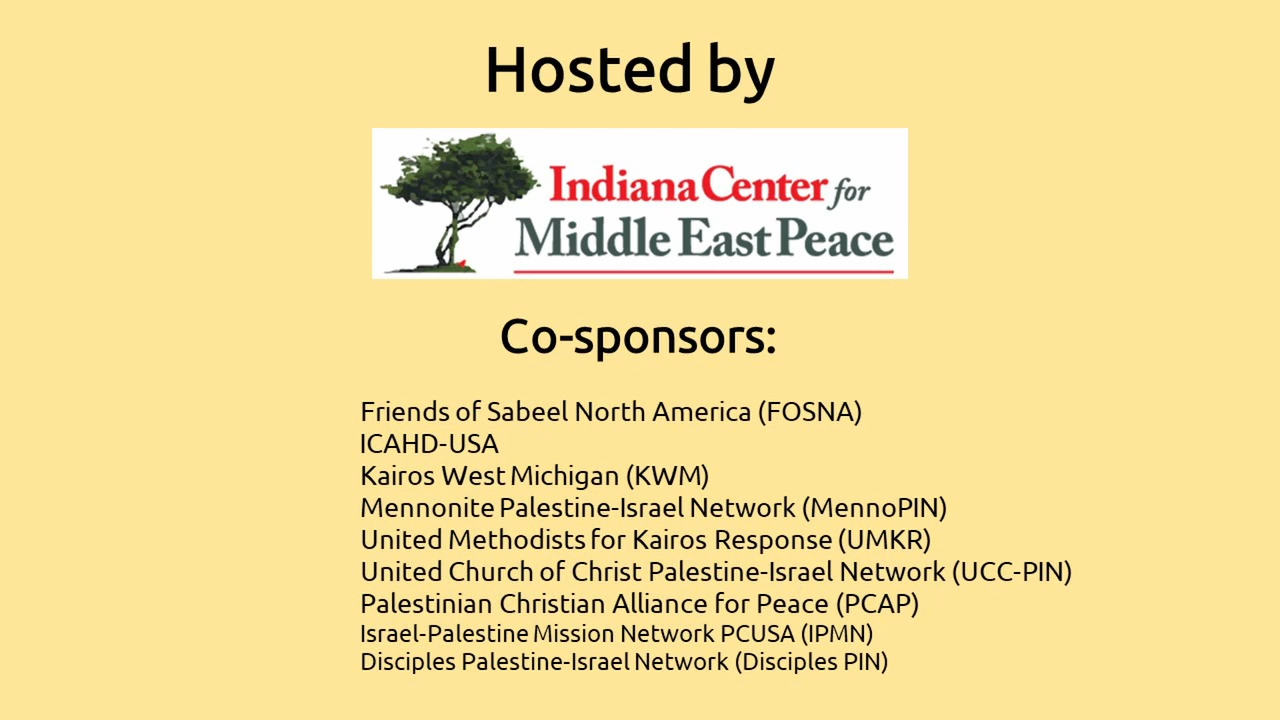 Hosted by
Indiana Center for
Middle East Peace
Co-sponsors:
Friends of Sabeel North America (FOSNA)
ICAHD-USA
Kairos West Michigan (KWM)
Mennonite Palestine-Israel Network (MennoPIN)
United Methodists for Kairos Response (UMKR)
United Church of Christ Palestine-Israel Network (UCC-PIN)
Palestinian Christian Alliance for Peace (PCAP)
Israel-Palestine Mission Network PCUSA (IPMN)
Disciples Palestine-Israel Network (Disciples PIN)